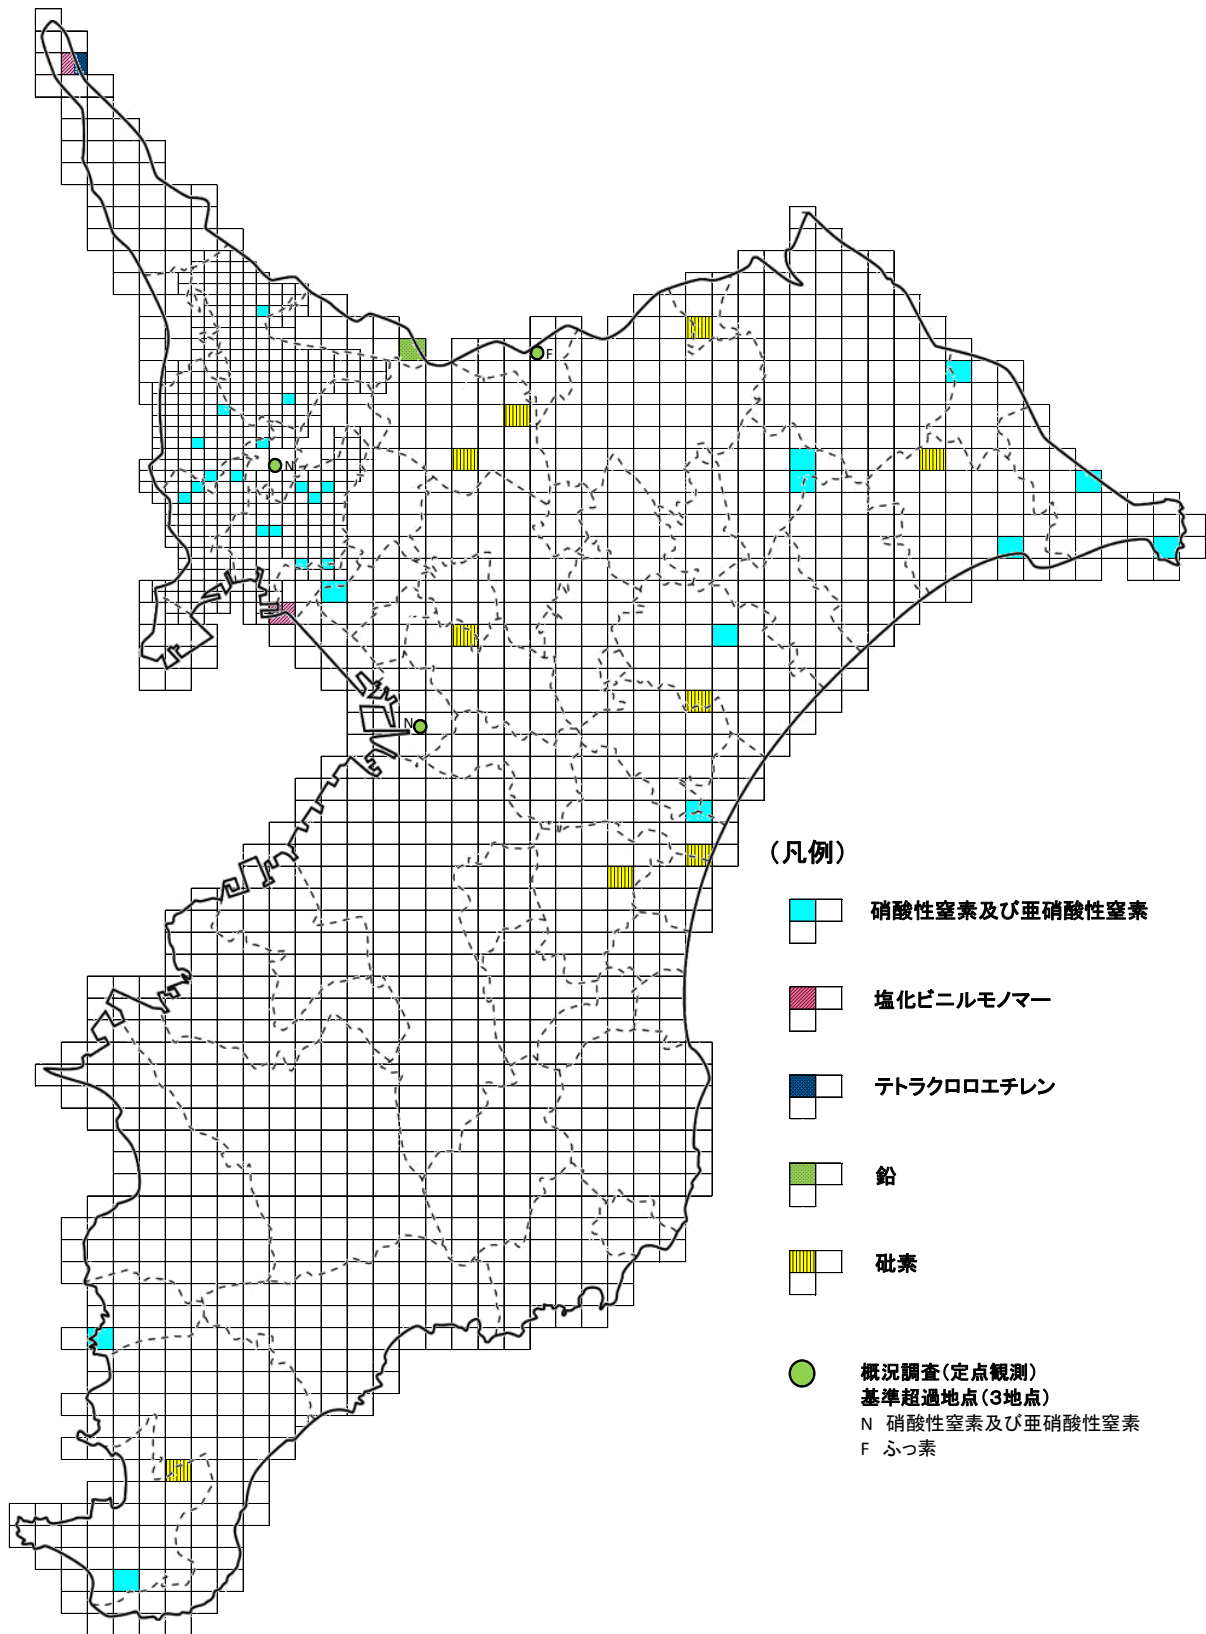 F
N
N
（凡例）
硝酸性窒素及び亜硝酸性窒素
塩化ビニルモノマー
テトラクロロエチレン
鉛
砒素
概況調査（定点観測）
基準超過地点（３地点）
N 硝酸性窒素及び亜硝酸性窒素
F ふっ素